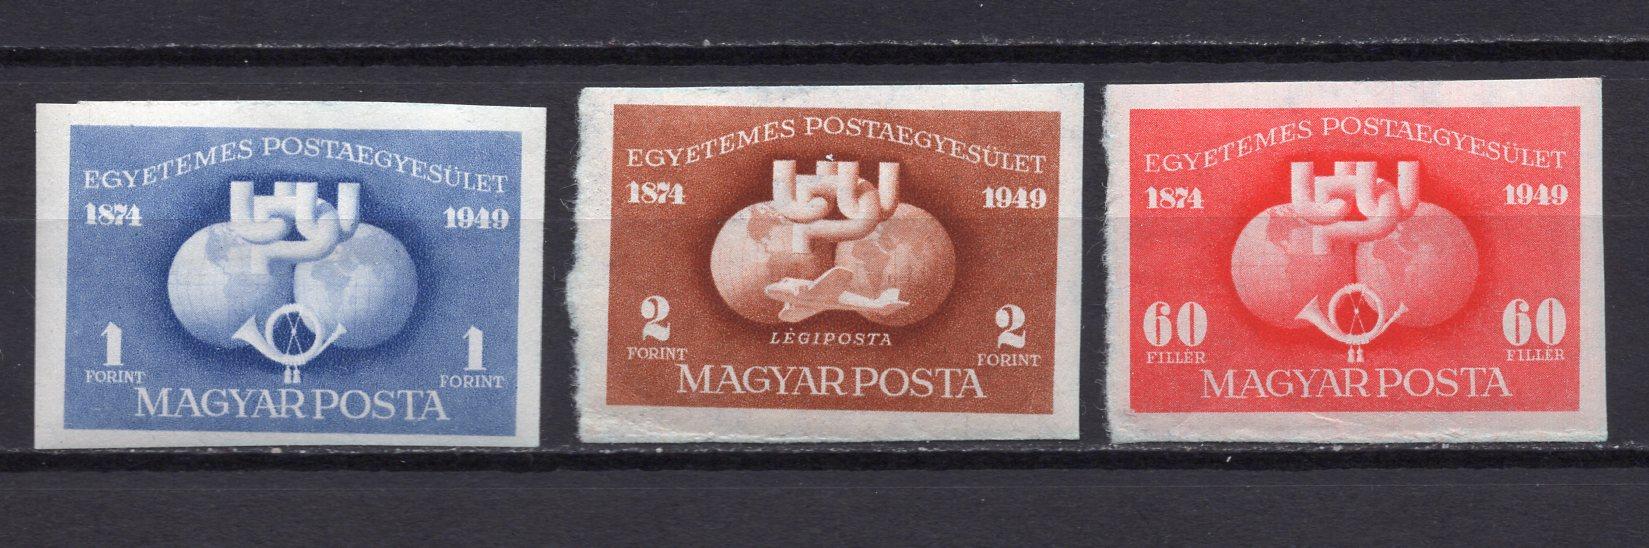 EGYETEMES POSTAEGYESÜLET
1874 1949
1 1
FORINT FORINT
MAGYAR POSTA
EGYETEMES POSTAEGYESÜLET
1874 1949
2 2
LÉGIPOSTA
FORINT FORINT
MAGYAR POSTA
EGYETEMES POSTAEGYESÜLET
1874 1949
60 60
FILLÉR FILLÉR
MAGYAR POSTA